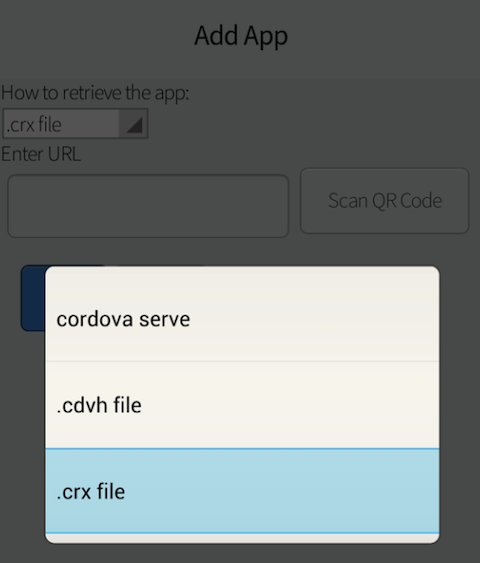 Add App
How to retrieve the app:
.crx file
Enter URL
Scan QR Code
cordova serve
.cdvh file
.crx file